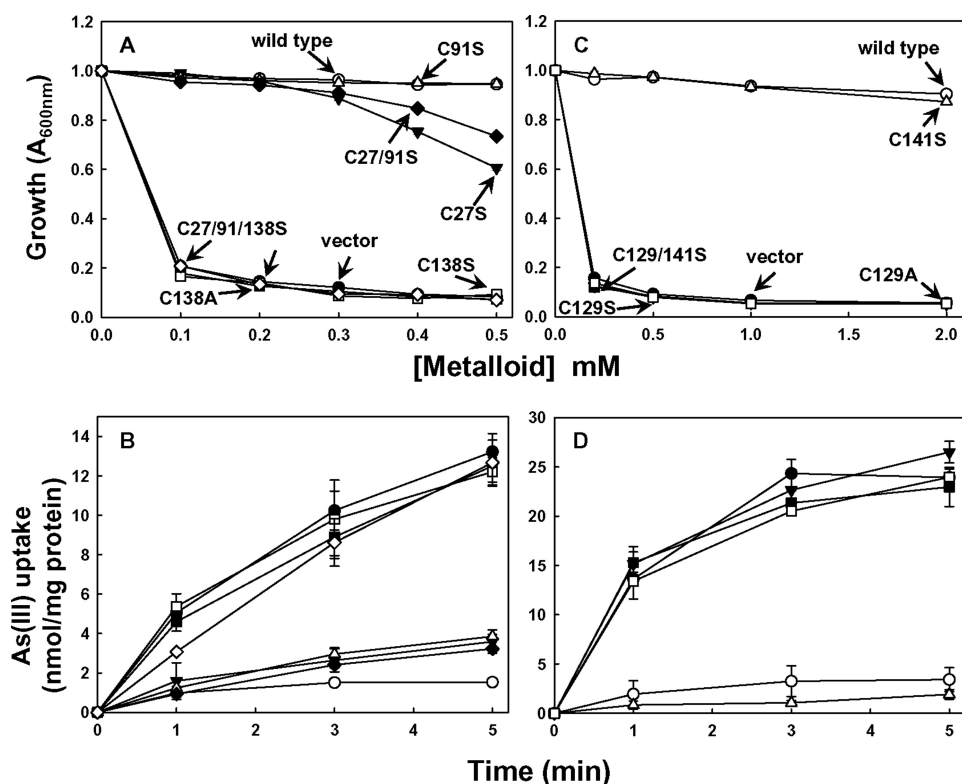 A
wild type
C91S
C27/91S
C27S
C27/91/138S
vector
C138S
C138A
1.2
1.0
0.8
0.6
0.4
0.2
0.0
0.0 0.1 0.2 0.3 0.4 0.5
C
wild type
C141S
C129/141S
vector
C129A
C129S
1.2
1.0
0.8
0.6
0.4
0.2
0.0
0.0 0.5 1.0 1.5 2.0
Growth (A600nm)
[Metalloid] mM
B
14
12
10
8
6
4
2
0
0 1 3 5
D
30
25
20
15
10
5
0
0 1 3 5
As(III) uptake
(nmol/mg protein)
Time (min)